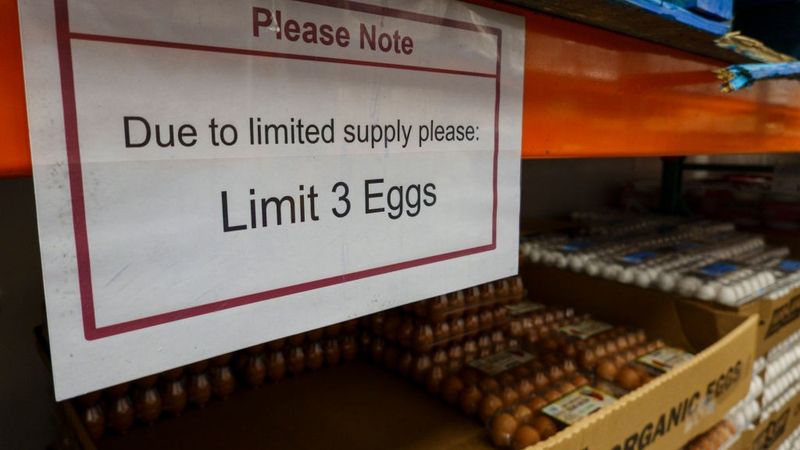 Please Note
Due to limited supply please:
Limit 3 Eggs
ORGANIC EGGS